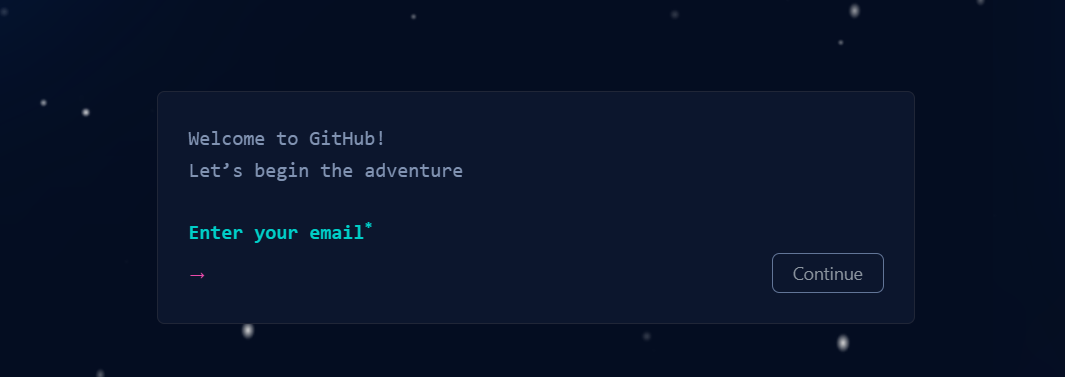 Welcome to GitHub!
Let’s begin the adventure
Enter your email*
→
Continue